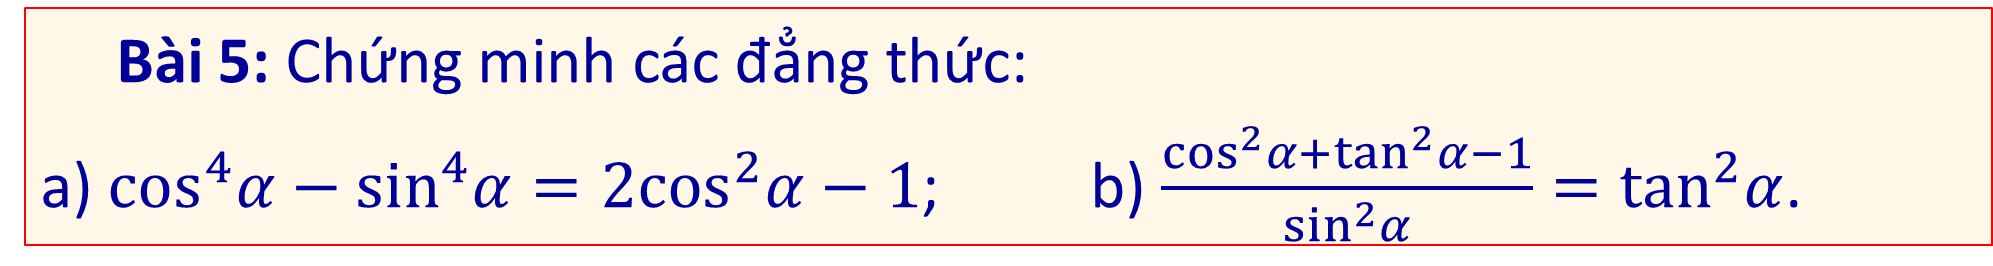 Bài 5: Chứng minh các đẳng thức:
a) cos⁴α − sin⁴α = 2cos²α − 1; b) (cos²α+tan²α−1)/(sin²α) = tan²α.